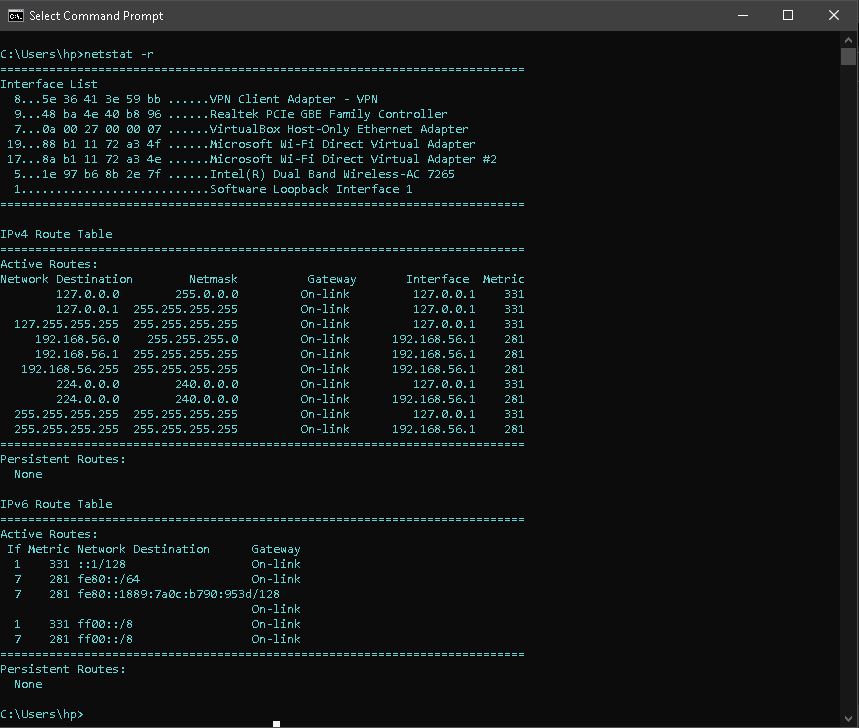 Select Command Prompt
C:\Users\hp>netstat -r
===========================================================================
Interface List
  8...5e 36 41 3e 59 bb ......VPN Client Adapter - VPN
  9...48 ba 4e 40 b8 96 ......Realtek PCIe GBE Family Controller
  7...0a 00 27 00 00 07 ......VirtualBox Host-Only Ethernet Adapter
 19...88 b1 11 72 a3 4f ......Microsoft Wi-Fi Direct Virtual Adapter
 17...8a b1 11 72 a3 4e ......Microsoft Wi-Fi Direct Virtual Adapter #2
  5...1e 97 b6 8b 2e 7f ......Intel(R) Dual Band Wireless-AC 7265
  1...........................Software Loopback Interface 1
===========================================================================
IPv4 Route Table
===========================================================================
Active Routes:
Network Destination        Netmask          Gateway       Interface  Metric
        127.0.0.0        255.0.0.0         On-link         127.0.0.1    331
        127.0.0.1  255.255.255.255         On-link         127.0.0.1    331
  127.255.255.255  255.255.255.255         On-link         127.0.0.1    331
     192.168.56.0    255.255.255.0         On-link      192.168.56.1    281
     192.168.56.1  255.255.255.255         On-link      192.168.56.1    281
   192.168.56.255  255.255.255.255         On-link      192.168.56.1    281
        224.0.0.0        240.0.0.0         On-link         127.0.0.1    331
        224.0.0.0        240.0.0.0         On-link      192.168.56.1    281
  255.255.255.255  255.255.255.255         On-link         127.0.0.1    331
  255.255.255.255  255.255.255.255         On-link      192.168.56.1    281
===========================================================================
Persistent Routes:
  None
IPv6 Route Table
===========================================================================
Active Routes:
 If Metric Network Destination      Gateway
  1    331 ::1/128                  On-link
  7    281 fe80::/64                On-link
  7    281 fe80::1889:7a0c:b790:953d/128
                                    On-link
  1    331 ff00::/8                 On-link
  7    281 ff00::/8                 On-link
===========================================================================
Persistent Routes:
  None
C:\Users\hp>